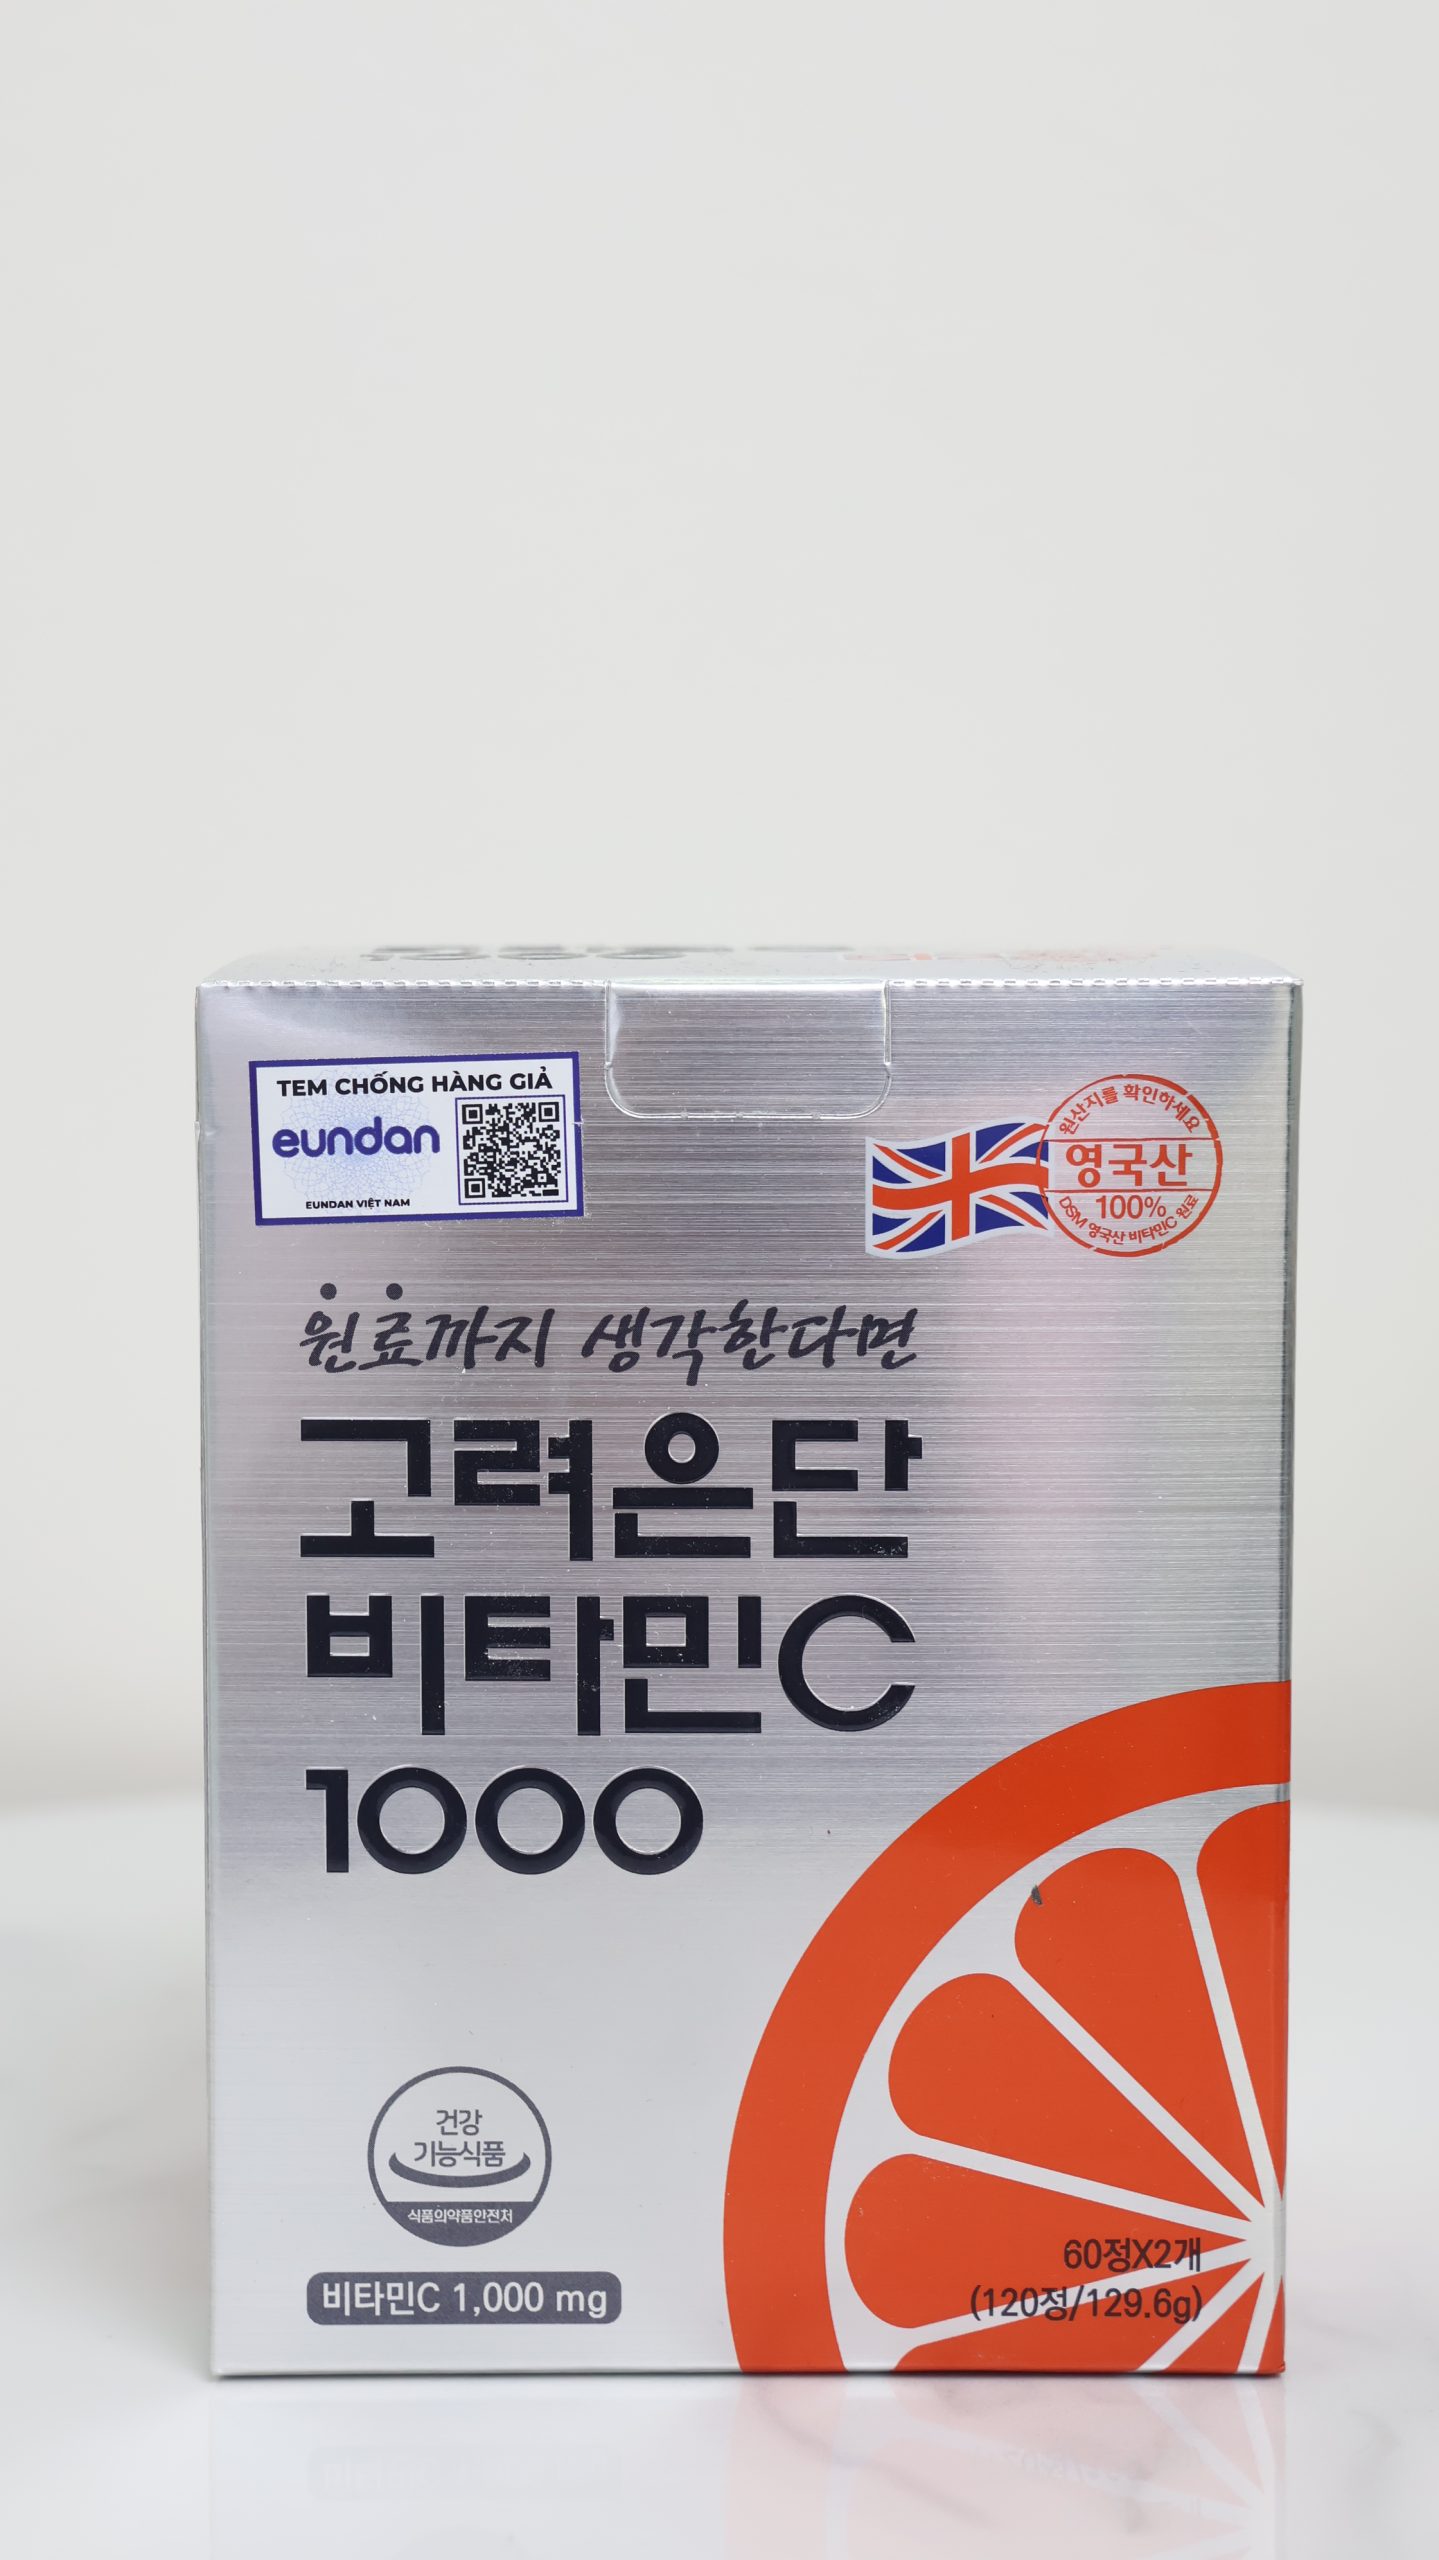 TEM CHỐNG HÀNG GIẢ
eundan
EUNDAN VIỆT NAM
원산지를 확인하세요
영국산
100%
DSM 영국산 비타민C 원료
원료까지 생각한다면
고려은단
비타민C
1000
건강
기능식품
식품의약품안전처
비타민C 1,000 mg
60정X2개
(120정/129.6g)